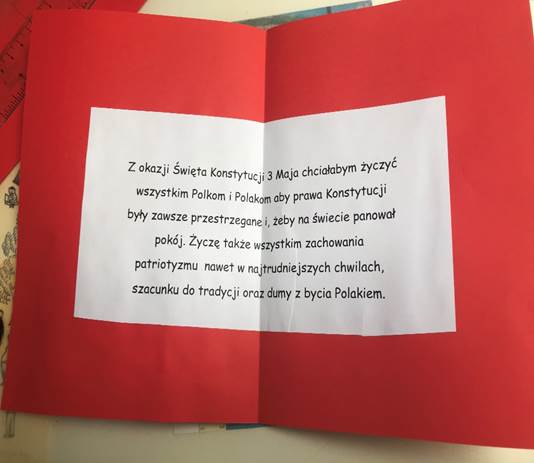 Z okazji Święta Konstytucji 3 Maja chciałabym życzyć
wszystkim Polkom i Polakom aby prawa Konstytucji
były zawsze przestrzegane i, żeby na świecie panował
pokój. Życzę także wszystkim zachowania
patriotyzmu nawet w najtrudniejszych chwilach,
szacunku do tradycji oraz dumy z bycia Polakiem.